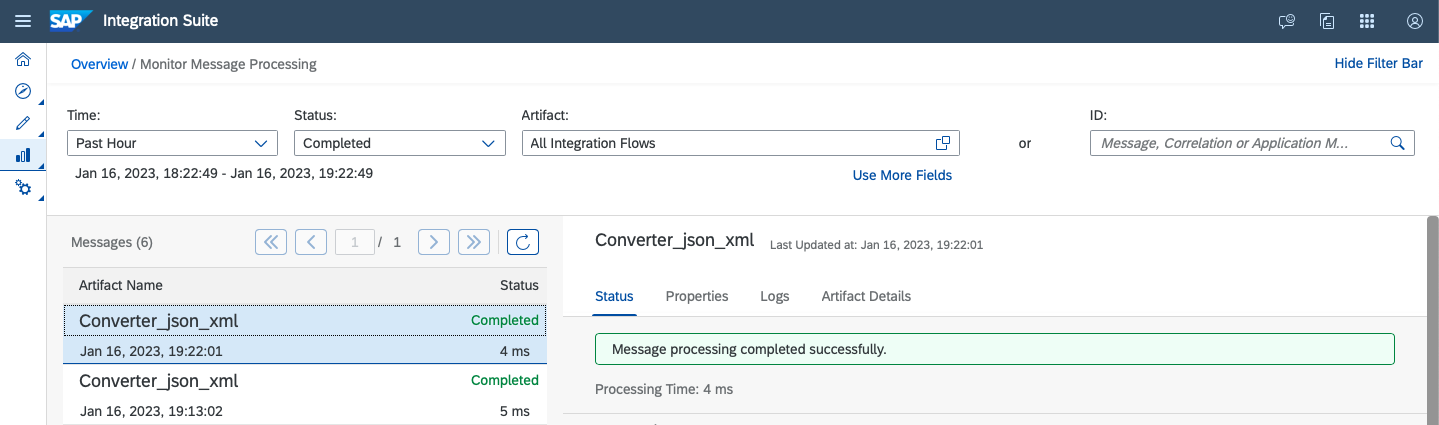 SAP Integration Suite
Overview / Monitor Message Processing
Hide Filter Bar
Time:
Status:
Artifact:
ID:
Past Hour
Completed
All Integration Flows
or
Message, Correlation or Application M...
Jan 16, 2023, 18:22:49 - Jan 16, 2023, 19:22:49
Use More Fields
Messages (6)
1 / 1
Artifact Name Status
Converter_json_xml Completed
Jan 16, 2023, 19:22:01 4 ms
Converter_json_xml Completed
Jan 16, 2023, 19:13:02 5 ms
Converter_json_xml Last Updated at: Jan 16, 2023, 19:22:01
Status Properties Logs Artifact Details
Message processing completed successfully.
Processing Time: 4 ms